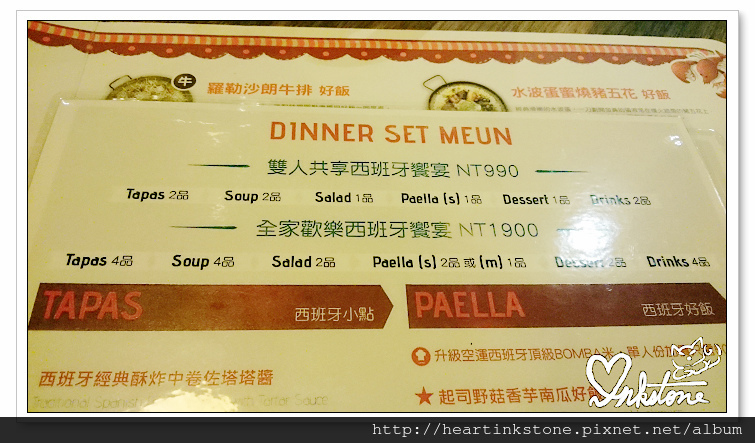 牛
羅勒沙朗牛排 好飯
水波蛋蜜燒豬五花 好飯
DINNER SET MEUN
雙人共享西班牙饗宴 NT990
Tapas 2品 Soup 2品 Salad 1品 Paella (s) 1品 Dessert 1品 Drinks 2品
全家歡樂西班牙饗宴 NT1900
Tapas 4品 Soup 4品 Salad 2品 Paella (s) 2品 或 (m) 1品 Dessert 2品 Drinks 4品
TAPAS 西班牙小點
PAELLA 西班牙好飯
升級空運西班牙頂級BOMBA米，單人份加
西班牙經典酥炸中卷佐塔塔醬
Traditional Spanish with Tartar Sauce
起司野菇香芋南瓜好飯
Inkstone
http://heartinkstone.pixnet.net/album